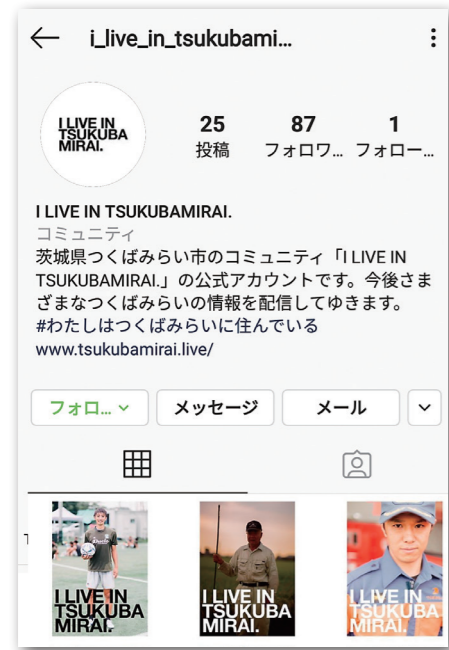 i_live_in_tsukubami...
I LIVE IN
TSUKUBA
MIRAI.
25
投稿
87
フォロワ...
1
フォロー...
I LIVE IN TSUKUBAMIRAI.
コミュニティ
茨城県つくばみらい市のコミュニティ「I LIVE IN
TSUKUBAMIRAI.」の公式アカウントです。今後さま
ざまなつくばみらいの情報を配信してゆきます。
#わたしはつくばみらいに住んでいる
www.tsukubamirai.live/
フォロ...
メッセージ
メール
I LIVE IN
TSUKUBA
MIRAI.
I LIVE IN
TSUKUBA
MIRAI.
I LIVE IN
TSUKUBA
MIRAI.